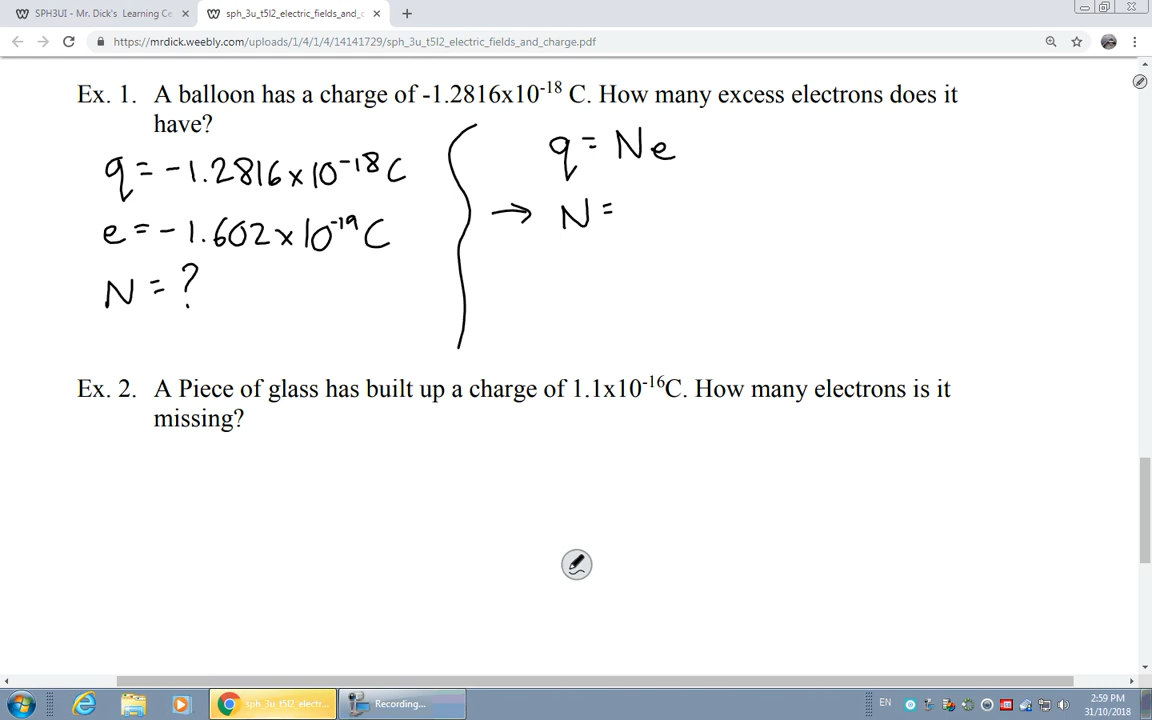 SPH3UI - Mr. Dick's Learning Ce
sph_3u_t5l2_electric_fields_and_c
https://mrdick.weebly.com/uploads/1/4/1/4/14141729/sph_3u_t5l2_electric_fields_and_charge.pdf
Ex. 1. A balloon has a charge of -1.2816x10⁻¹⁸ C. How many excess electrons does it
have?
q = -1.2816 x 10⁻¹⁸ C
e = -1.602 x 10⁻¹⁹ C
N = ?
q = Ne
→ N =
Ex. 2. A Piece of glass has built up a charge of 1.1x10⁻¹⁶C. How many electrons is it
missing?
sph_3u_t5l2_electr...
Recording...
EN
2:59 PM
31/10/2018